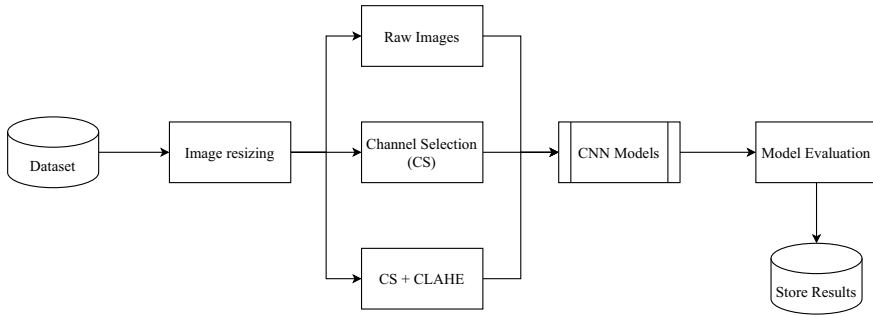 Raw Images
Dataset
Image resizing
Channel Selection
(CS)
CNN Models
Model Evaluation
CS + CLAHE
Store Results